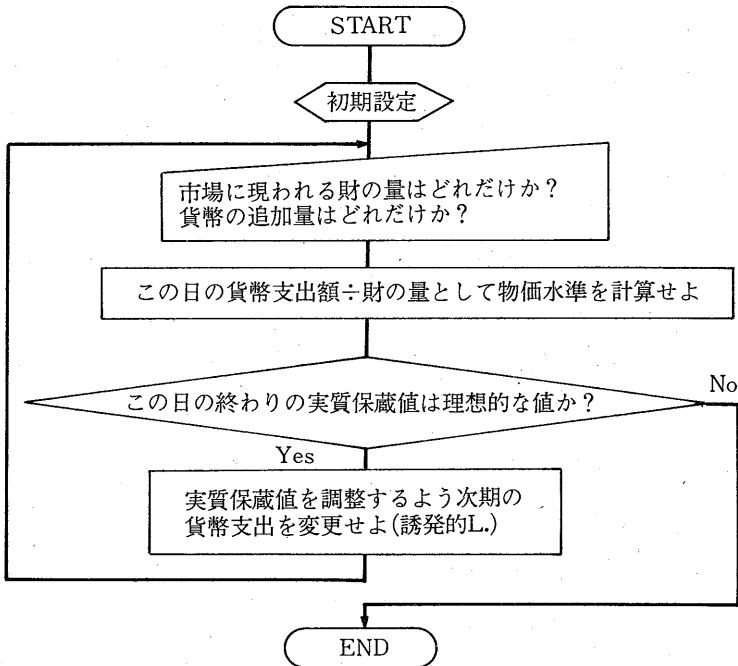 START
初期設定
市場に現われる財の量はどれだけか?
貨幣の追加量はどれだけか?
この日の貨幣支出額÷財の量として物価水準を計算せよ
この日の終わりの実質保蔵値は理想的な値か?
No
Yes
実質保蔵値を調整するよう次期の
貨幣支出を変更せよ(誘発的L.)
END